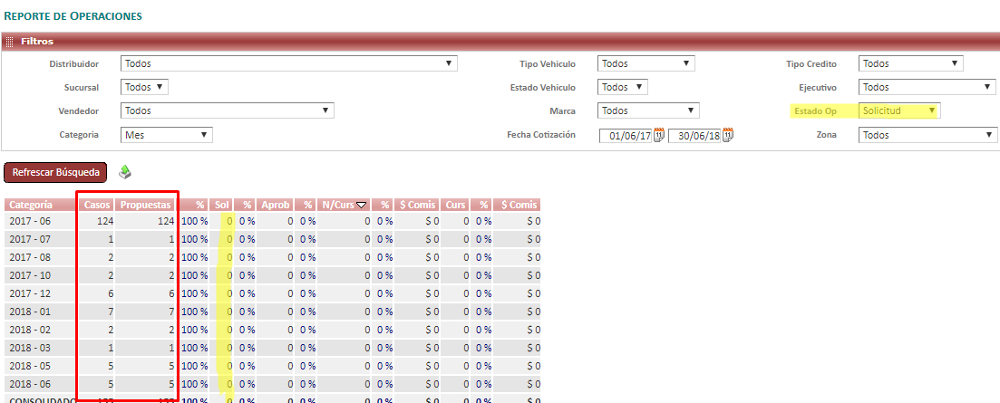 REPORTE DE OPERACIONES
Filtros
Distribuidor Todos Tipo Vehiculo Todos Tipo Credito Todos
Sucursal Todos Estado Vehiculo Todos Ejecutivo Todos
Vendedor Todos Marca Todos Estado Op Solicitud
Categoria Mes Fecha Cotización 01/06/17 11 30/06/18 11 Zona Todos
Refrescar Búsqueda
Categoría Casos Propuestas % Sol % Aprob % N/Curs % $ Comis Curs % $ Comis
2017 - 06 124 124 100 % 0 0 % 0 0 % 0 0 % $ 0 0 0 % $ 0
2017 - 07 1 1 100 % 0 0 % 0 0 % 0 0 % $ 0 0 0 % $ 0
2017 - 08 2 2 100 % 0 0 % 0 0 % 0 0 % $ 0 0 0 % $ 0
2017 - 10 2 2 100 % 0 0 % 0 0 % 0 0 % $ 0 0 0 % $ 0
2017 - 12 6 6 100 % 0 0 % 0 0 % 0 0 % $ 0 0 0 % $ 0
2018 - 01 7 7 100 % 0 0 % 0 0 % 0 0 % $ 0 0 0 % $ 0
2018 - 02 2 2 100 % 0 0 % 0 0 % 0 0 % $ 0 0 0 % $ 0
2018 - 03 1 1 100 % 0 0 % 0 0 % 0 0 % $ 0 0 0 % $ 0
2018 - 05 5 5 100 % 0 0 % 0 0 % 0 0 % $ 0 0 0 % $ 0
2018 - 06 5 5 100 % 0 0 % 0 0 % 0 0 % $ 0 0 0 % $ 0
CONSOLIDADO 100 % 0 0 % 0 0 % 0 0 % $ 0 0 0 % $ 0